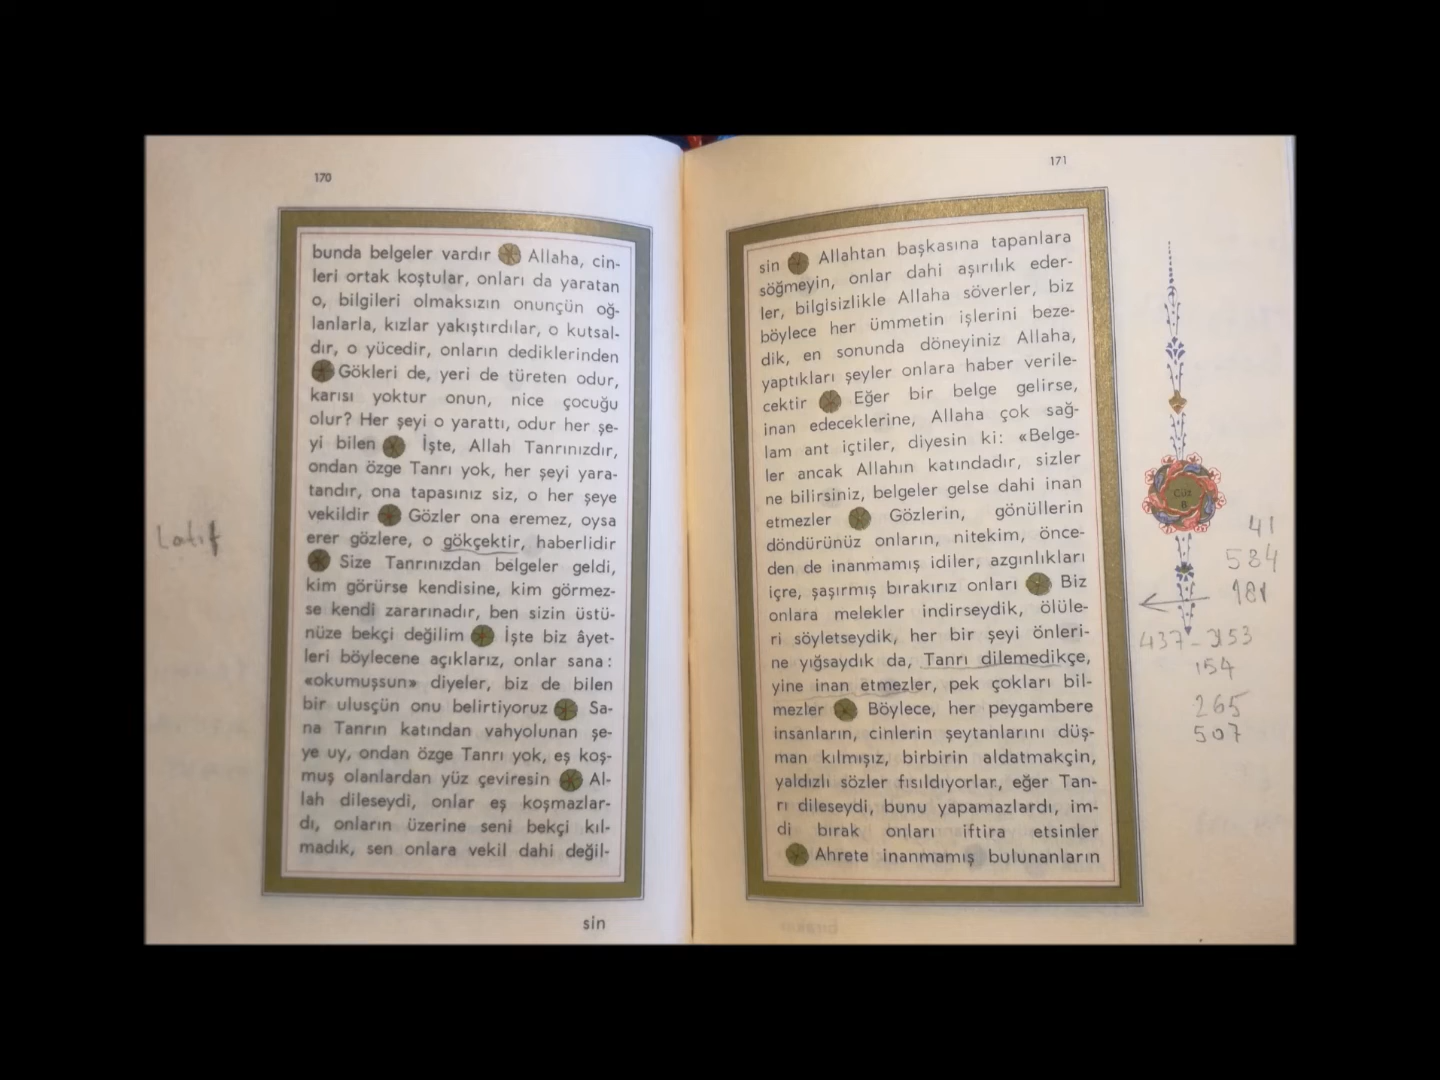 170
bunda belgeler vardır Allaha, cin-
leri ortak koştular, onları da yaratan
o, bilgileri olmaksızın onunçün oğ-
lanlarla, kızlar yakıştırdılar, o kutsal-
dır, o yücedir, onların dediklerinden
Gökleri de, yeri de türeten odur,
karısı yoktur onun, nice çocuğu
olur? Her şeyi o yarattı, odur her şe-
yi bilen İşte, Allah Tanrınızdır,
ondan özge Tanrı yok, her şeyi yara-
tandır, ona tapasınız siz, o her şeye
vekildir Gözler ona eremez, oysa
erer gözlere, o gökçektir, haberlidir
Size Tanrınızdan belgeler geldi,
kim görürse kendisine, kim görmez-
se kendi zararınadır, ben sizin üstü-
nüze bekçi değilim İşte biz âyet-
leri böylecene açıklarız, onlar sana:
«okumuşsun» diyeler, biz de bilen
bir ulusçün onu belirtiyoruz Sa-
na Tanrın katından vahyolunan şe-
ye uy, ondan özge Tanrı yok, eş koş-
muş olanlardan yüz çeviresin Al-
lah dileseydi, onlar eş koşmazlar-
dı, onların üzerine seni bekçi kıl-
madık, sen onlara vekil dahi değil-
sin
Latif
171
sin Allahtan başkasına tapanlara
söğmeyin, onlar dahi aşırılık eder-
ler, bilgisizlikle Allaha söverler, biz
böylece her ümmetin işlerini beze-
dik, en sonunda döneyiniz Allaha,
yaptıkları şeyler onlara haber verile-
cektir Eğer bir belge gelirse,
inan edeceklerine, Allaha çok sağ-
lam ant içtiler, diyesin ki: «Belge-
ler ancak Allahın katındadır, sizler
ne bilirsiniz, belgeler gelse dahi inan
etmezler Gözlerin, gönüllerin
döndürünüz onların, nitekim, önce-
den de inanmamış idiler, azgınlıkları
içre, şaşırmış bırakırız onları Biz
onlara melekler indirseydik, ölüle-
ri söyletseydik, her bir şeyi önleri-
ne yığsaydık da, Tanrı dilemedikçe,
yine inan etmezler, pek çokları bil-
mezler Böylece, her peygambere
insanların, cinlerin şeytanlarını düş-
man kılmışız, birbirin aldatmakçin,
yaldızlı sözler fısıldıyorlar, eğer Tan-
rı dileseydi, bunu yapamazlardı, im-
di bırak onları iftira etsinler
Ahrete inanmamış bulunanların
Cüz
8
41
534
181
437-
154
265
507